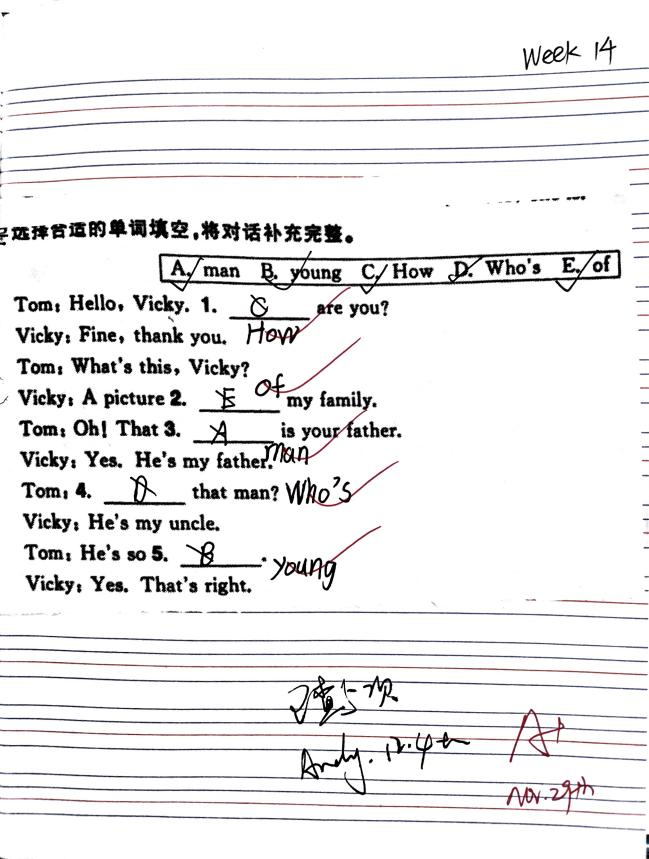 Week 14
选择合适的单词填空,将对话补充完整。
A. man B. young C. How D. Who's E. of
Tom: Hello, Vicky. 1. C are you?
Vicky: Fine, thank you. How
Tom: What's this, Vicky?
Vicky: A picture 2. E of my family.
Tom: Oh! That 3. A is your father.
Vicky: Yes. He's my father. man
Tom: 4. D that man? Who's
Vicky: He's my uncle.
Tom: He's so 5. B . young
Vicky: Yes. That's right.
Andy. 12.4th
A+
Nov. 29th